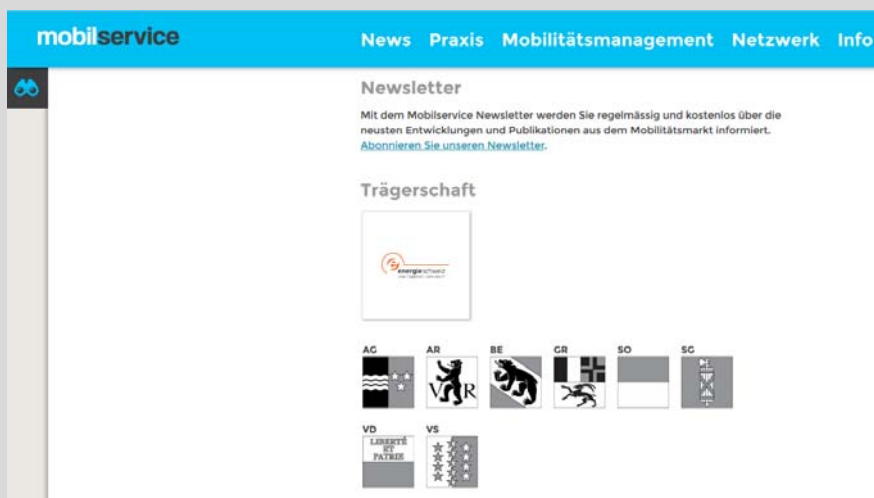 mobilservice
News Praxis Mobilitätsmanagement Netzwerk Info
Newsletter
Mit dem Mobilservice Newsletter werden Sie regelmässig und kostenlos über die
neusten Entwicklungen und Publikationen aus dem Mobilitätsmarkt informiert.
Abonnieren Sie unseren Newsletter.
Trägerschaft
energieschweiz
AG AR BE GR SO SG
V R
VD VS
LIBERTÉ
ET
PATRIE